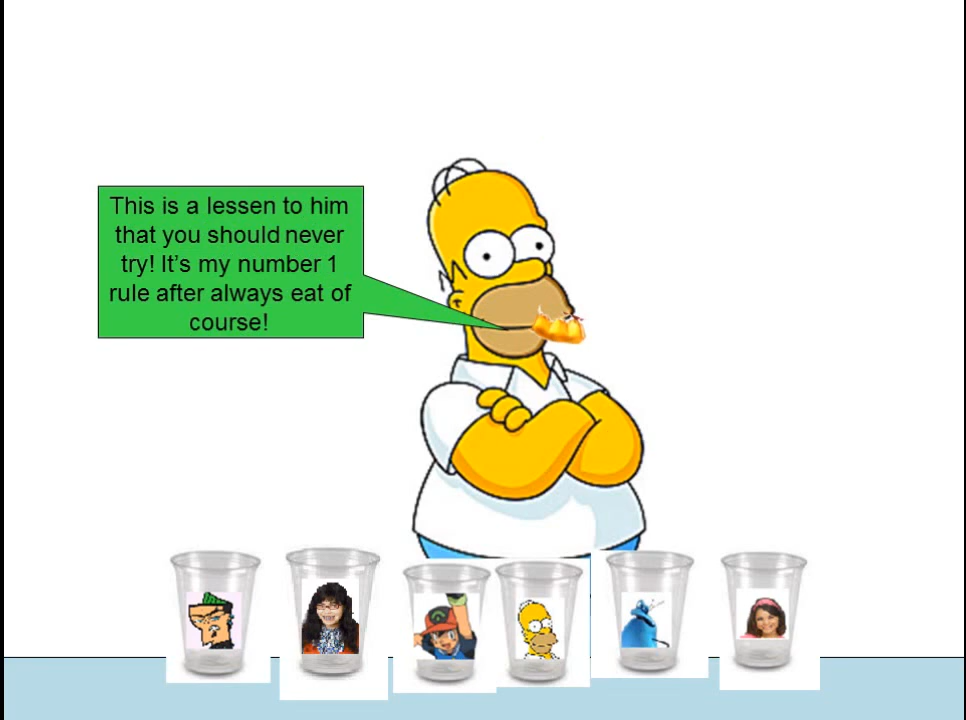 This is a lessen to him
that you should never
try! It's my number 1
rule after always eat of
course!